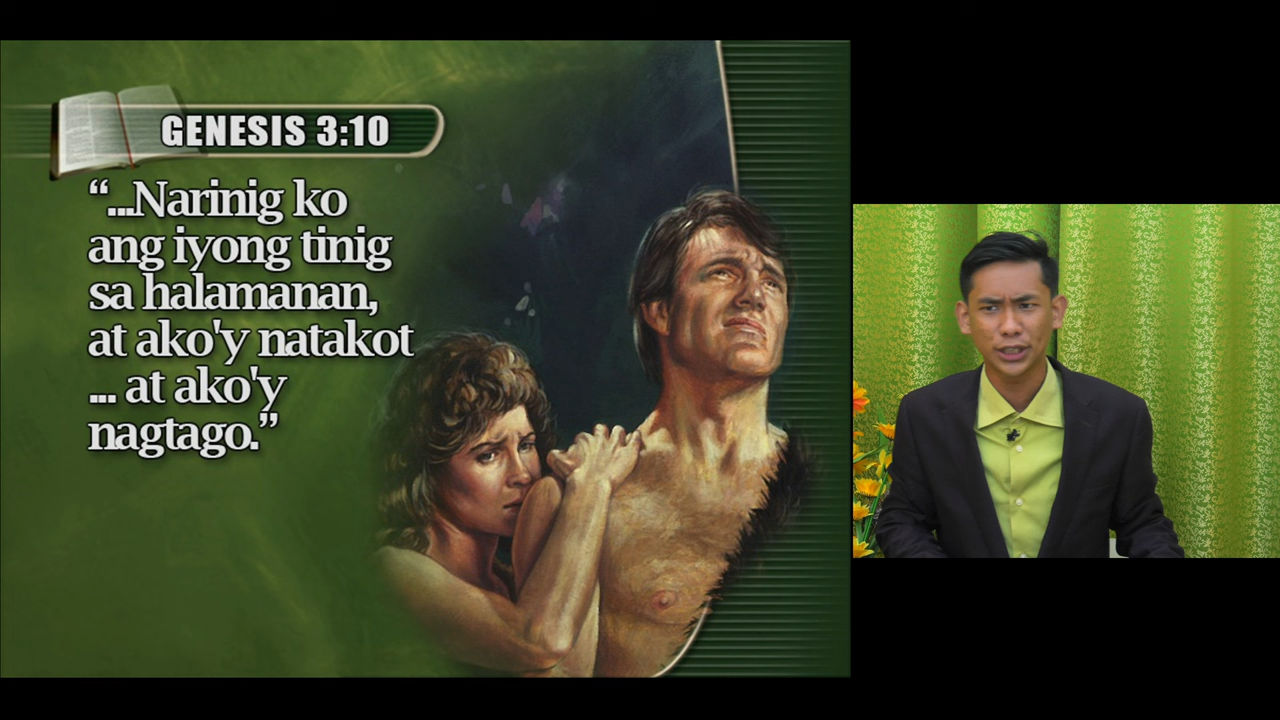 GENESIS 3:10
“...Narinig ko
ang iyong tinig
sa halamanan,
at ako'y natakot
... at ako'y
nagtago.”